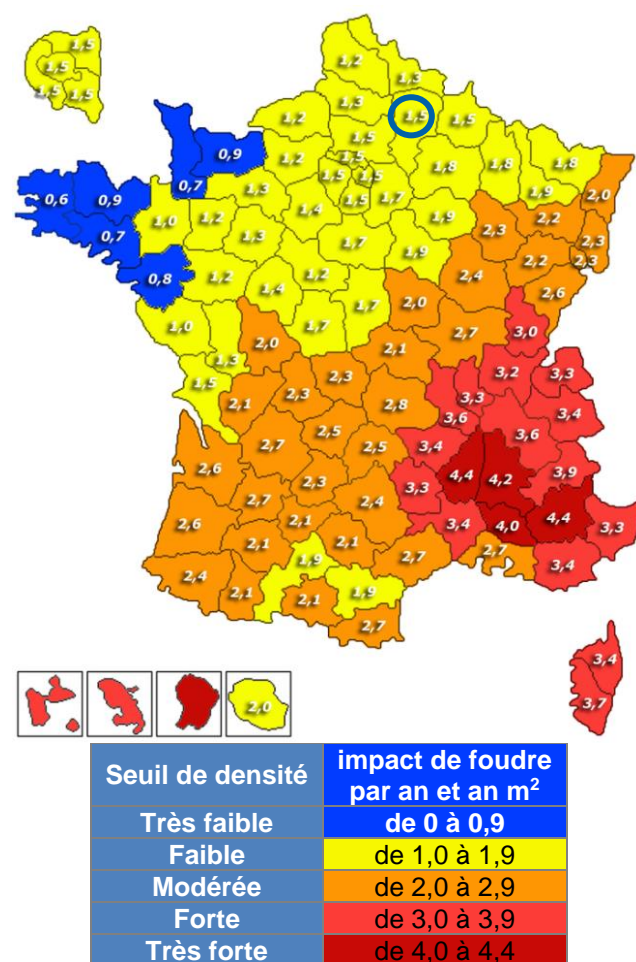 1,5
1,5
1,5 1,5
1,2
1,3
1,3
1,2 1,5 1,5
0,9 1,5
1,2 1,5 1,8 1,8 1,8
0,6 0,9 0,7 1,3 1,5 1,5 1,7 1,9 2,0
1,0 1,2 1,4 1,5 1,9 2,2
0,7 1,3 1,7 2,3 2,3
0,8 1,2 1,2 1,9 2,4 2,2 2,3
1,4 2,6
1,0 1,7 1,7 2,0 2,7 3,0
1,3 2,0 2,1
1,5 2,3 2,3 3,2 3,3
2,1 2,8 3,3 3,4
2,7 2,5 2,5 3,4 3,6 3,6
2,6 2,3 4,4 4,2 3,9
2,7 2,4 3,3
2,6 2,1 3,4 4,0 4,4 3,3
2,1 2,1 2,7 2,7
2,4 1,9 3,4
2,1 2,1 1,9
2,7
3,4
2,0 3,7
Seuil de densité
impact de foudre
par an et an m²
Très faible de 0 à 0,9
Faible de 1,0 à 1,9
Modérée de 2,0 à 2,9
Forte de 3,0 à 3,9
Très forte de 4,0 à 4,4